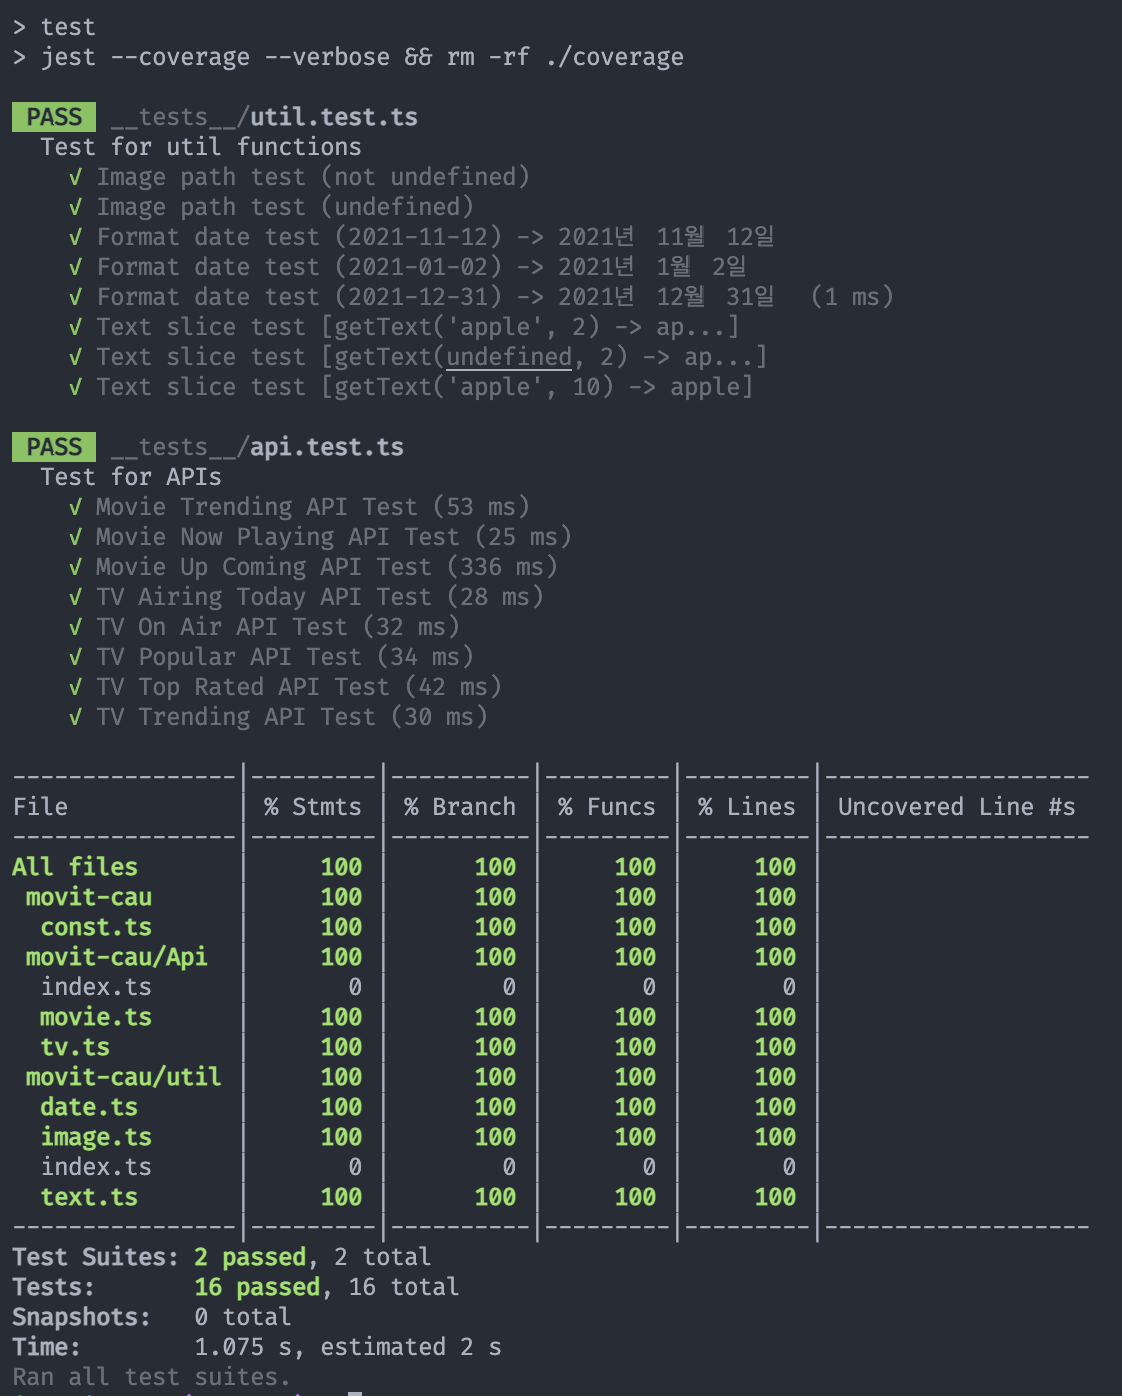 > test
> jest --coverage --verbose && rm -rf ./coverage
PASS __tests__/util.test.ts
Test for util functions
√ Image path test (not undefined)
√ Image path test (undefined)
√ Format date test (2021-11-12) -> 2021년 11월 12일
√ Format date test (2021-01-02) -> 2021년 1월 2일
√ Format date test (2021-12-31) -> 2021년 12월 31일 (1 ms)
√ Text slice test [getText('apple', 2) -> ap...]
√ Text slice test [getText(undefined, 2) -> ap...]
√ Text slice test [getText('apple', 10) -> apple]
PASS __tests__/api.test.ts
Test for APIs
√ Movie Trending API Test (53 ms)
√ Movie Now Playing API Test (25 ms)
√ Movie Up Coming API Test (336 ms)
√ TV Airing Today API Test (28 ms)
√ TV On Air API Test (32 ms)
√ TV Popular API Test (34 ms)
√ TV Top Rated API Test (42 ms)
√ TV Trending API Test (30 ms)
----------------|---------|----------|---------|---------|-------------------
File | % Stmts | % Branch | % Funcs | % Lines | Uncovered Line #s
----------------|---------|----------|---------|---------|-------------------
All files | 100 | 100 | 100 | 100 |
movit-cau | 100 | 100 | 100 | 100 |
const.ts | 100 | 100 | 100 | 100 |
movit-cau/Api | 100 | 100 | 100 | 100 |
index.ts | 0 | 0 | 0 | 0 |
movie.ts | 100 | 100 | 100 | 100 |
tv.ts | 100 | 100 | 100 | 100 |
movit-cau/util | 100 | 100 | 100 | 100 |
date.ts | 100 | 100 | 100 | 100 |
image.ts | 100 | 100 | 100 | 100 |
index.ts | 0 | 0 | 0 | 0 |
text.ts | 100 | 100 | 100 | 100 |
----------------|---------|----------|---------|---------|-------------------
Test Suites: 2 passed, 2 total
Tests: 16 passed, 16 total
Snapshots: 0 total
Time: 1.075 s, estimated 2 s
Ran all test suites.